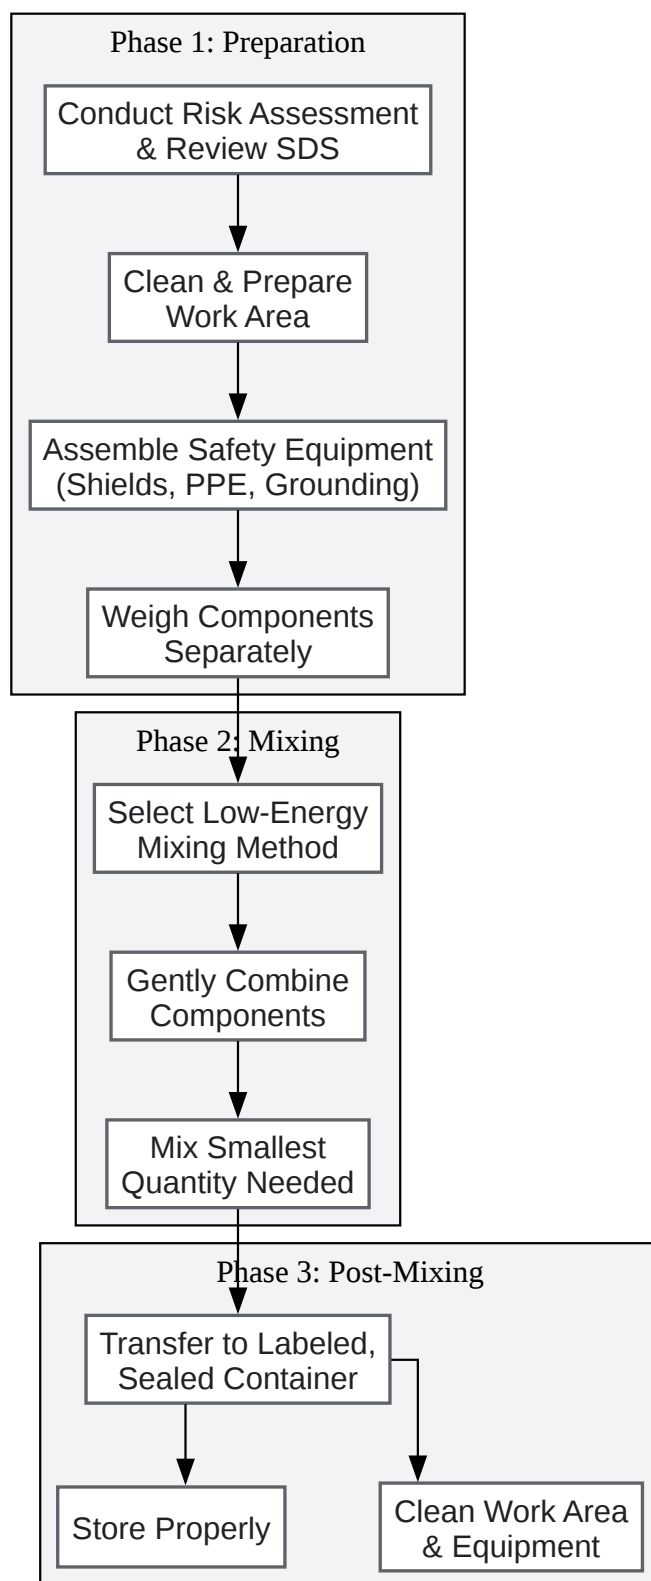 Phase 1: Preparation
Conduct Risk Assessment
& Review SDS
Clean & Prepare
Work Area
Assemble Safety Equipment
(Shields, PPE, Grounding)
Weigh Components
Separately
Phase 2: Mixing
Select Low-Energy
Mixing Method
Gently Combine
Components
Mix Smallest
Quantity Needed
Phase 3: Post-Mixing
Transfer to Labeled,
Sealed Container
Store Properly
Clean Work Area
& Equipment